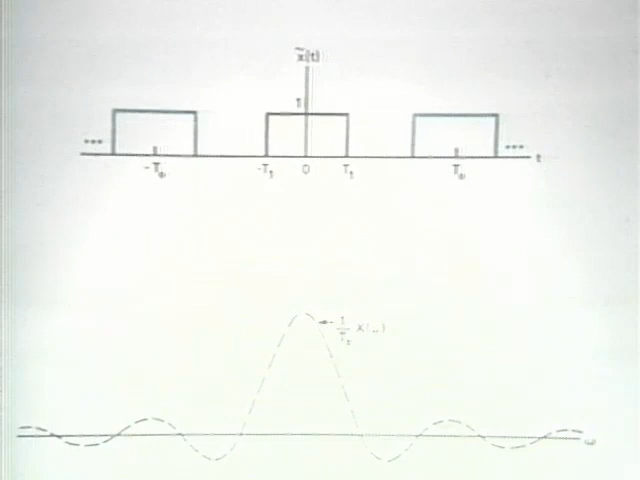 x̃(t)
1
... ...
-T₀ -T₁ 0 T₁ T₀ t
1
T₀ X(ω)
ω